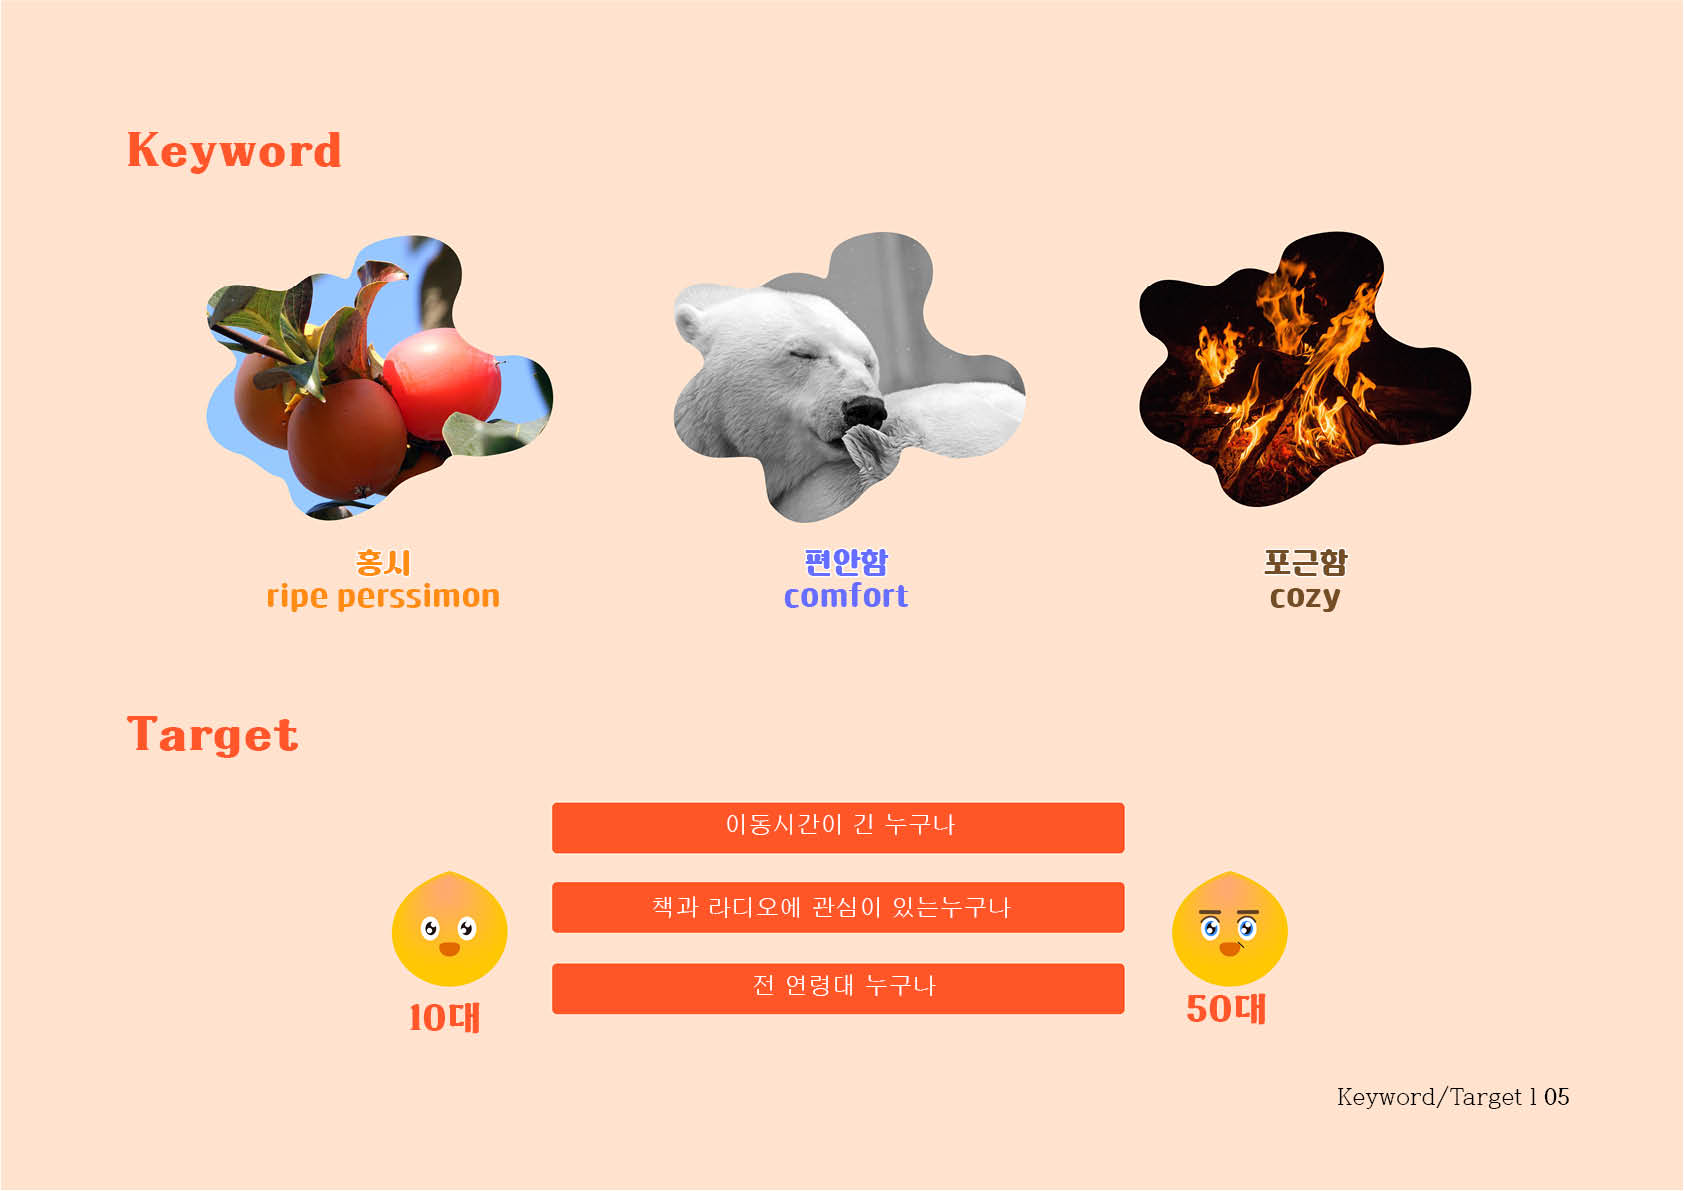 Keyword
홍시
ripe perssimon
편안함
comfort
포근함
cozy
Target
이동시간이 긴 누구나
책과 라디오에 관심이 있는누구나
전 연령대 누구나
10대
50대
Keyword/Target l 05